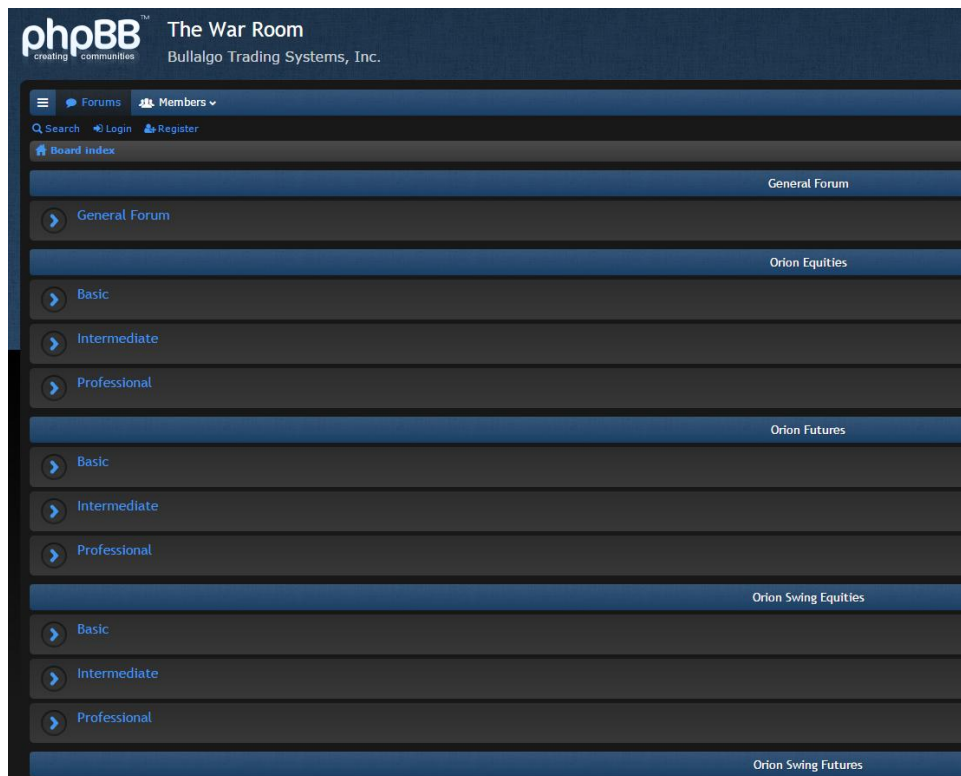 phpBB™
creating communities
The War Room
Bullalgo Trading Systems, Inc.
Forums Members
Search Login Register
Board index
General Forum
General Forum
Orion Equities
Basic
Intermediate
Professional
Orion Futures
Basic
Intermediate
Professional
Orion Swing Equities
Basic
Intermediate
Professional
Orion Swing Futures